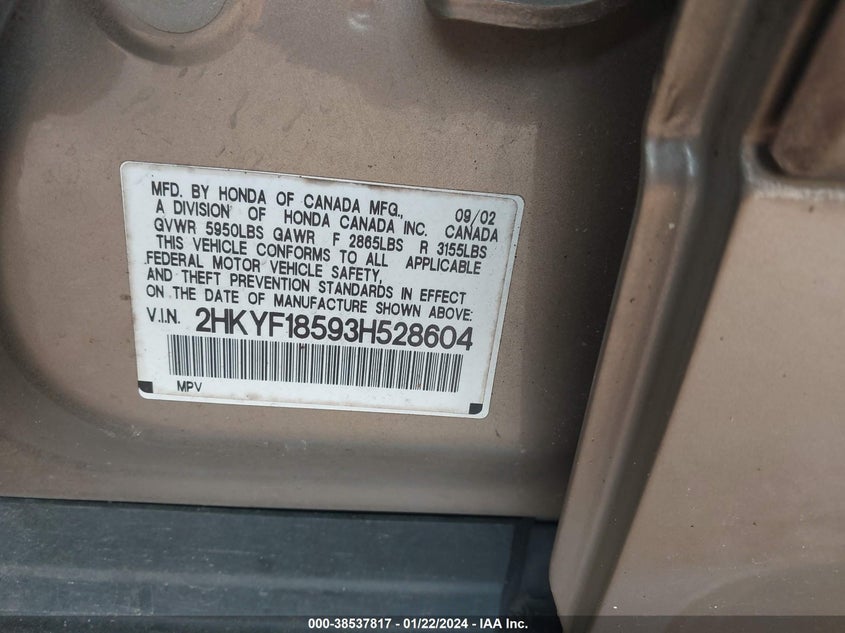 MFD. BY HONDA OF CANADA MFG., 09/02
A DIVISION OF HONDA CANADA INC. CANADA
GVWR 5950LBS GAWR F 2865LBS R 3155LBS
THIS VEHICLE CONFORMS TO ALL APPLICABLE
FEDERAL MOTOR VEHICLE SAFETY,
AND THEFT PREVENTION STANDARDS IN EFFECT
ON THE DATE OF MANUFACTURE SHOWN ABOVE:
V.I.N. 2HKYF18593H528604
MPV
000-38537817 - 01/22/2024 - IAA Inc.